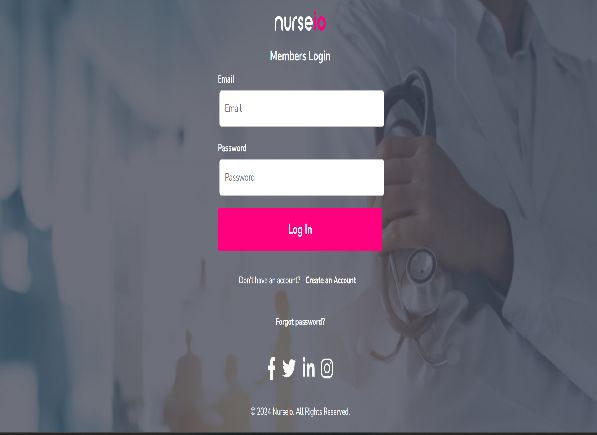 nurseio
Members Login
Email
Email
Password
Password
Log In
Don't have an account? Create an Account
Forgot password?
© 2024 Nurseio. All Rights Reserved.